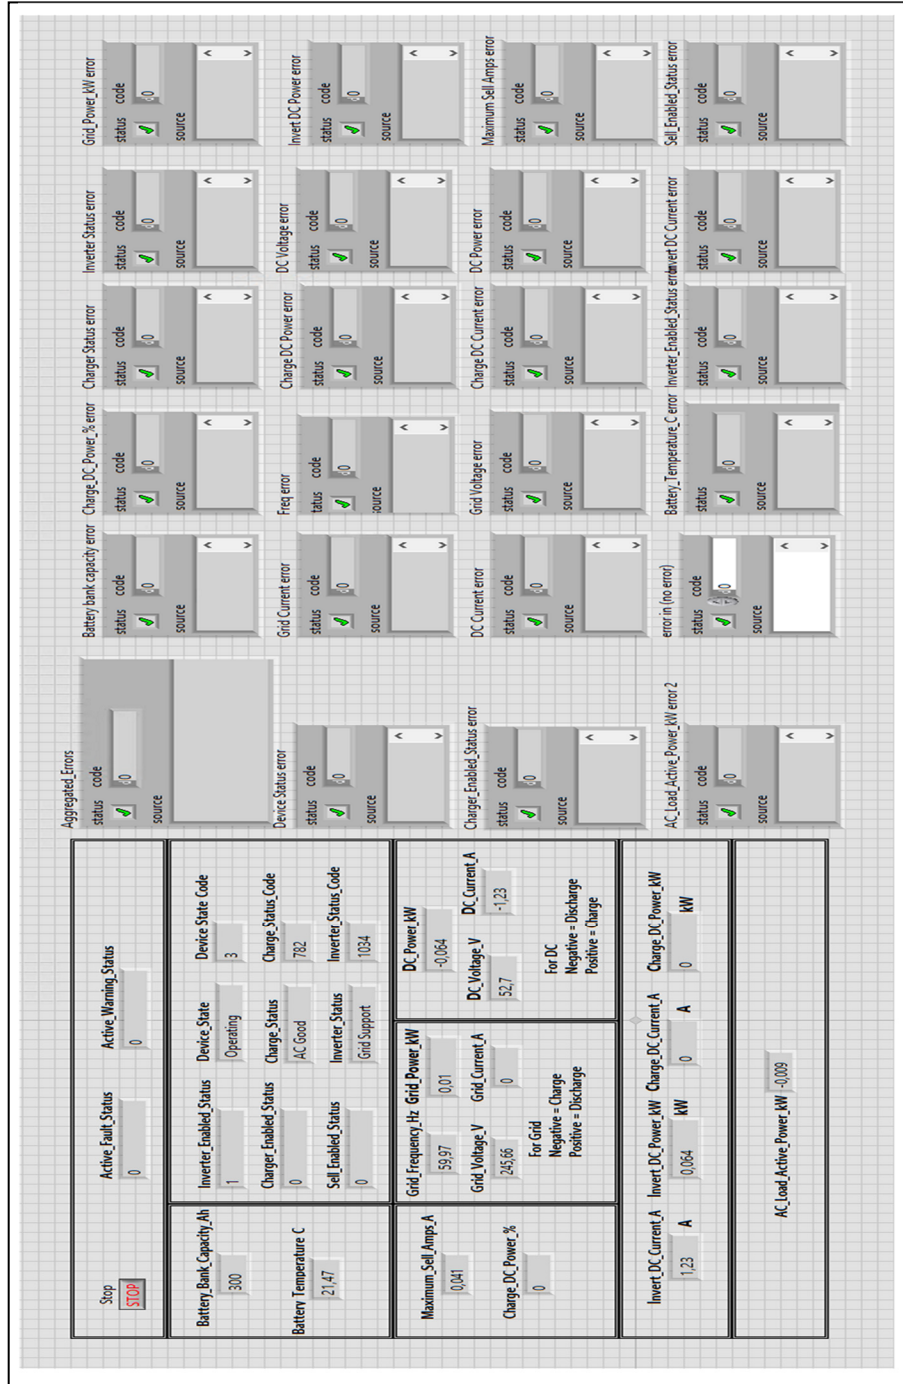 Stop
STOP
Active_Fault_Status
0
Active_Warning_Status
0
Battery_Bank_Capacity_Ah
300
Battery Temperature C
21,47
Inverter_Enabled_Status
1
Device_State
Operating
Device State Code
3
Charger_Enabled_Status
0
Charge_Status
AC Good
Charge_Status_Code
782
Sell_Enabled_Status
0
Inverter_Status
Grid Support
Inverter_Status_Code
1034
Maximum_Sell_Amps_A
0,041
Charge_DC_Power_%
0
Grid_Frequency_Hz
59,97
Grid_Power_kW
0,01
Grid_Voltage_V
245,66
Grid_Current_A
0
For Grid
Negative = Charge
Positive = Discharge
DC_Power_kW
-0,064
DC_Voltage_V
52,7
DC_Current_A
-1,23
For DC
Negative = Discharge
Positive = Charge
Invert_DC_Current_A
1,23 A
Invert_DC_Power_kW
0,064 kW
Charge_DC_Current_A
0 A
Charge_DC_Power_kW
0 kW
AC_Load_Active_Power_kW -0,009
Aggregated_Errors
status code
0
source
Battery bank capacity error
status code
0
source
Charge_DC_Power_% error
status code
0
source
Charger Status error
status code
0
source
Inverter Status error
status code
0
source
Grid_Power_kW error
status code
0
source
Device Status error
status code
0
source
Grid Current error
status code
0
source
Freq error
tatus code
0
ource
Charge DC Power error
status code
0
source
DC Voltage error
status code
0
source
Invert DC Power error
status code
0
source
Charger_Enabled_Status error
status code
0
source
DC Current error
status code
0
source
Grid Voltage error
status code
0
source
Charge DC Current error
status code
0
source
DC Power error
status code
0
source
Maximum Sell Amps error
status code
0
source
AC_Load_Active_Power_kW error 2
status code
0
source
error in (no error)
status code
0
source
Battery_Temperature_C error
status code
0
source
Inverter_Enabled_Status error
status code
0
source
Invert DC Current error
status code
0
source
Sell_Enabled_Status error
status code
0
source